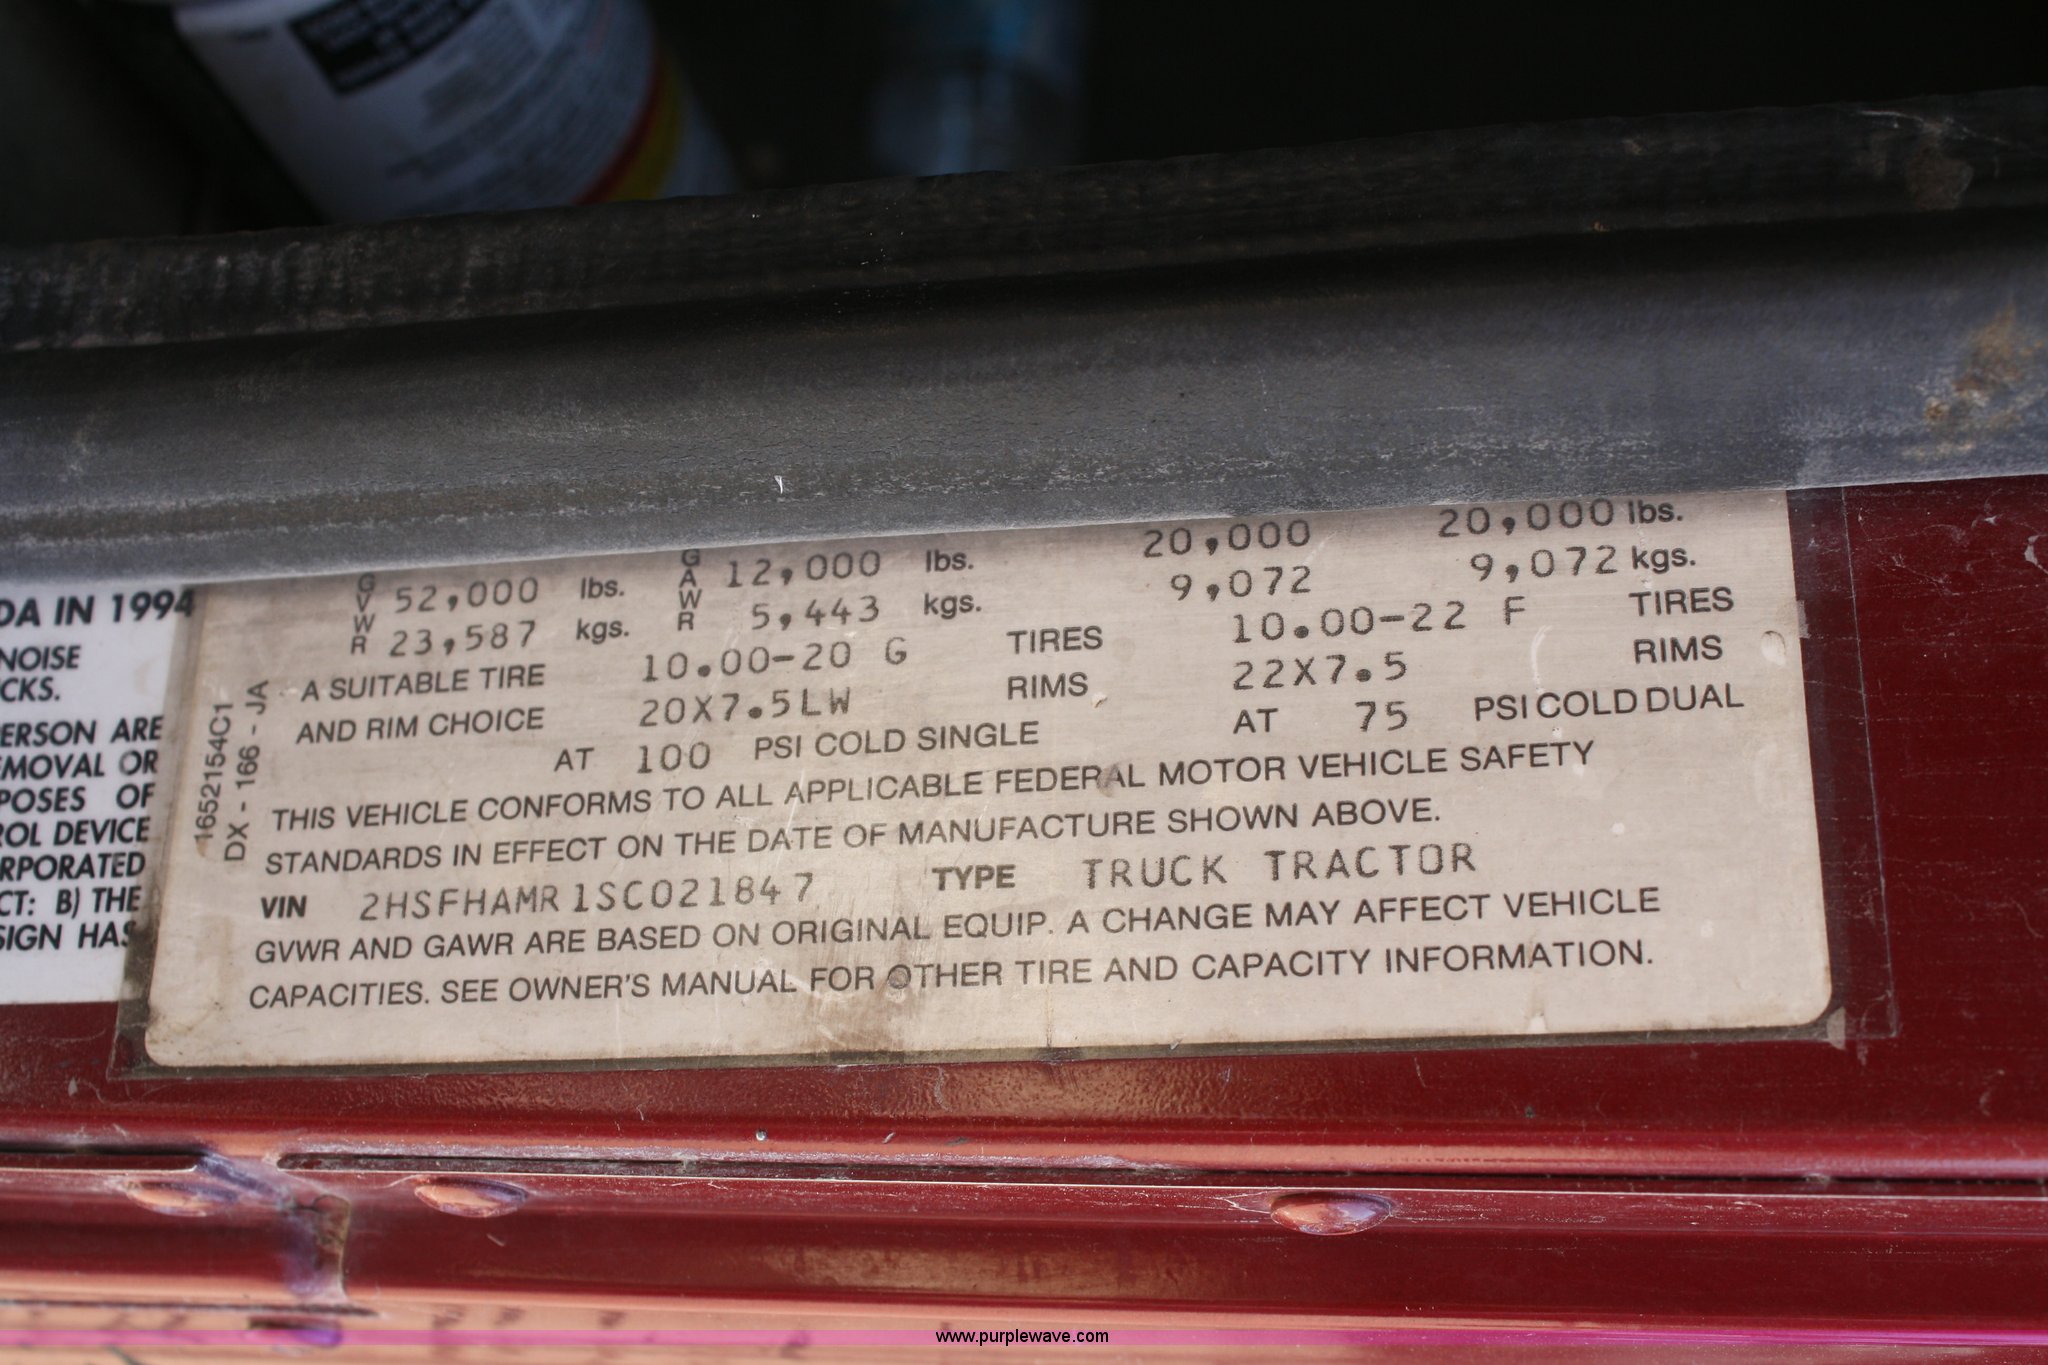 DA IN 1994
NOISE
CKS.
ERSON ARE
EMOVAL OR
POSES OF
ROL DEVICE
RPORATED
CT: B) THE
SIGN HAS
1652154C1
DX - 166 - JA
GVWR 52,000 lbs. GAWR 12,000 lbs. 20,000 20,000 lbs.
23,587 kgs. 5,443 kgs. 9,072 9,072 kgs.
A SUITABLE TIRE 10.00-20 G TIRES 10.00-22 F TIRES
AND RIM CHOICE 20X7.5LW RIMS 22X7.5 RIMS
AT 100 PSI COLD SINGLE AT 75 PSI COLD DUAL
THIS VEHICLE CONFORMS TO ALL APPLICABLE FEDERAL MOTOR VEHICLE SAFETY
STANDARDS IN EFFECT ON THE DATE OF MANUFACTURE SHOWN ABOVE.
VIN 2HSFHAMR1SC021847 TYPE TRUCK TRACTOR
GVWR AND GAWR ARE BASED ON ORIGINAL EQUIP. A CHANGE MAY AFFECT VEHICLE
CAPACITIES. SEE OWNER'S MANUAL FOR OTHER TIRE AND CAPACITY INFORMATION.
www.purplewave.com